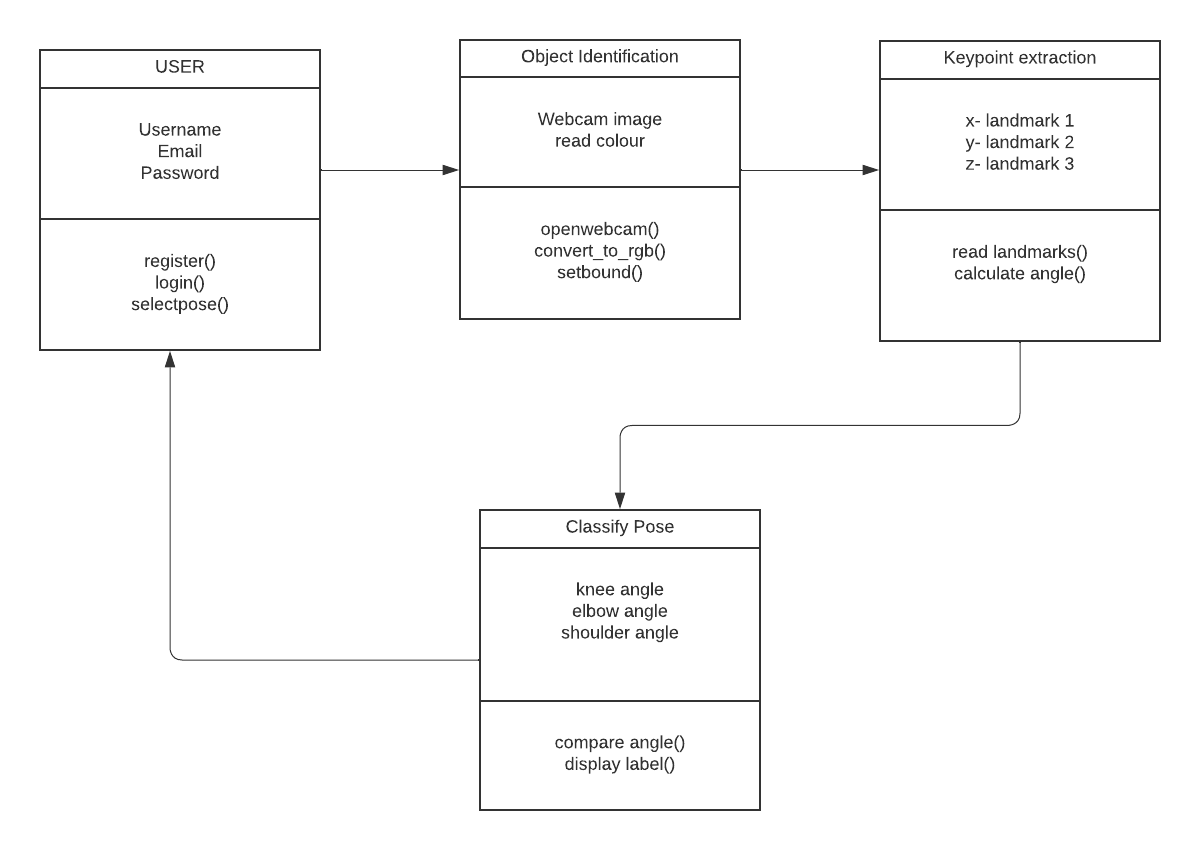 USER
Username
Email
Password
register()
login()
selectpose()
Object Identification
Webcam image
read colour
openwebcam()
convert_to_rgb()
setbound()
Keypoint extraction
x- landmark 1
y- landmark 2
z- landmark 3
read landmarks()
calculate angle()
Classify Pose
knee angle
elbow angle
shoulder angle
compare angle()
display label()